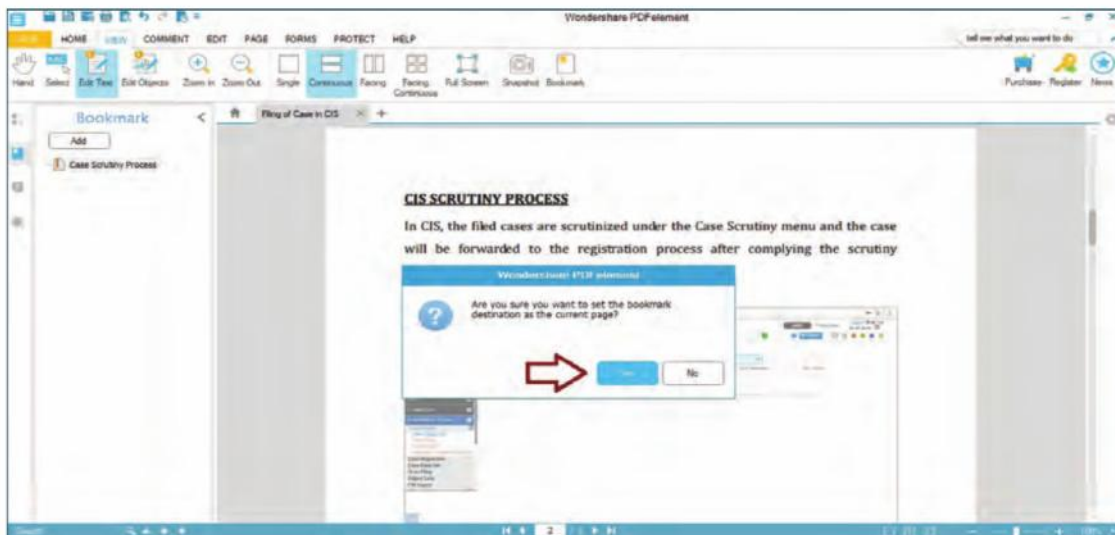 Wondershare PDFelement
HOME VIEW COMMENT EDIT PAGE FORMS PROTECT HELP
tell me what you want to do
Hand Select Edit Text Edit Objects Zoom in Zoom Out Single Continuous Facing Facing Continuous Full Screen Snapshot Bookmark
Purchase Register News
Bookmark
Filing of Case in CIS
Add
Case Scrutiny Process
CIS SCRUTINY PROCESS
In CIS, the filed cases are scrutinized under the Case Scrutiny menu and the case
will be forwarded to the registration process after complying the scrutiny
Wondershare PDFelement
Are you sure you want to set the bookmark
destination as the current page?
No
2